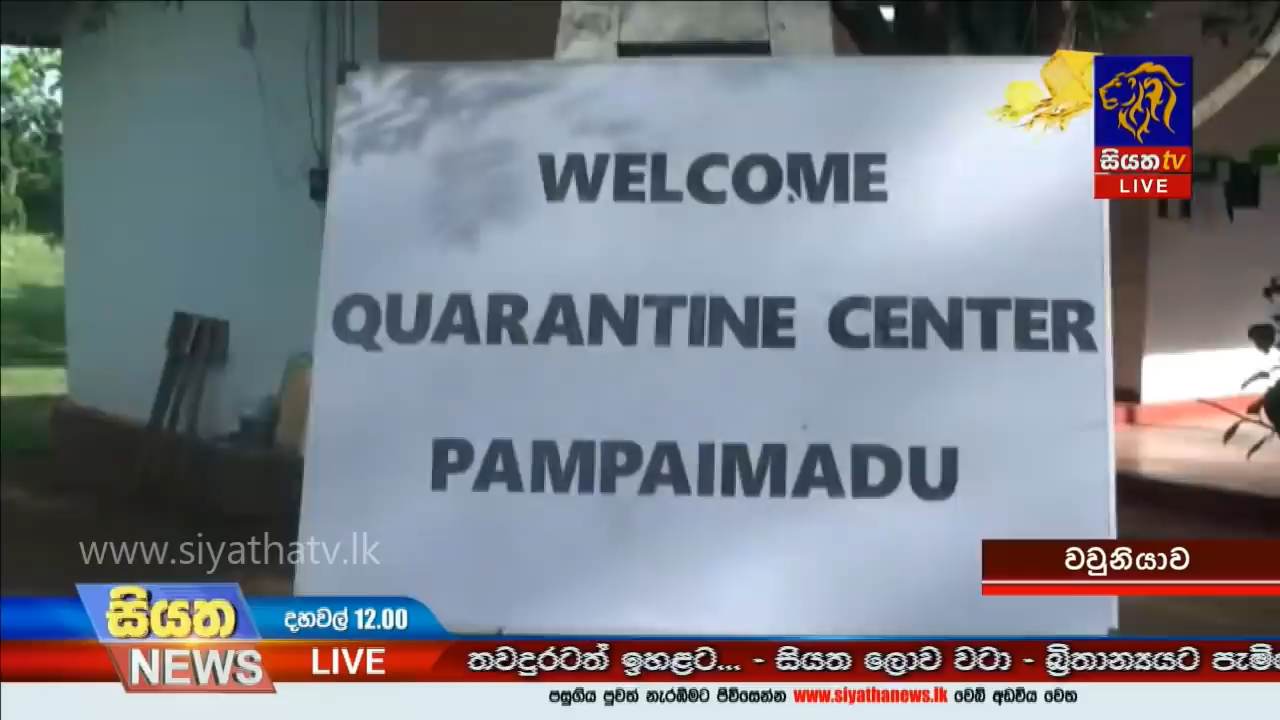 සියත tv
LIVE
WELCOME
QUARANTINE CENTER
PAMPAIMADU
www.siyathatv.lk
වවුනියාව
සියත
NEWS
දහවල් 12.00
LIVE
තවදුරටත් ඉහළට... - සියත ලොව වටා - බ්‍රිතාන්‍යයට
පසුගිය පුවත් නැරඹීමට පිවිසෙන්න www.siyathanews.lk වෙබ් අඩවිය වෙත